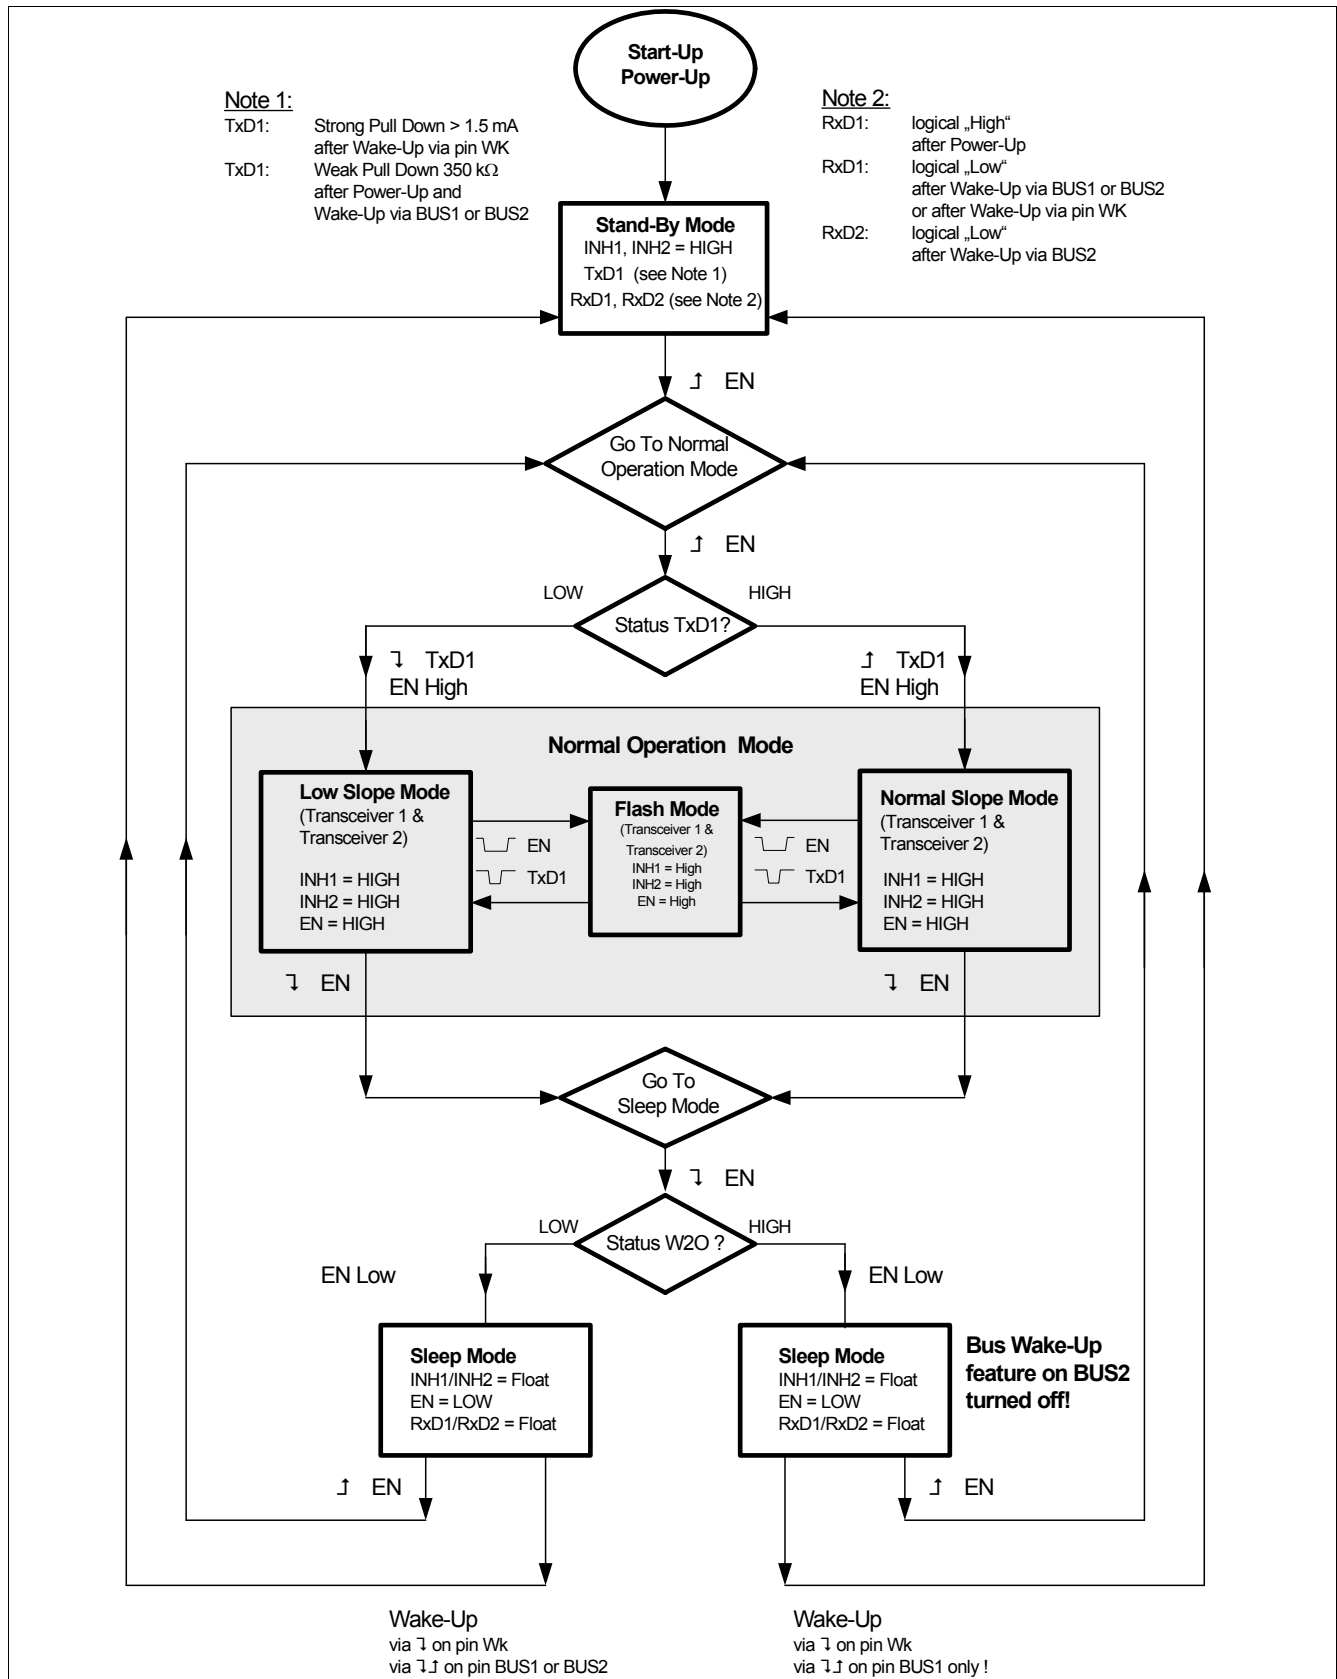 Start-Up
Power-Up
Note 1:
TxD1: Strong Pull Down > 1.5 mA
after Wake-Up via pin WK
TxD1: Weak Pull Down 350 kΩ
after Power-Up and
Wake-Up via BUS1 or BUS2
Note 2:
RxD1: logical „High“
after Power-Up
RxD1: logical „Low“
after Wake-Up via BUS1 or BUS2
or after Wake-Up via pin WK
RxD2: logical „Low“
after Wake-Up via BUS2
Stand-By Mode
INH1, INH2 = HIGH
TxD1 (see Note 1)
RxD1, RxD2 (see Note 2)
EN
Go To Normal
Operation Mode
EN
LOW
HIGH
Status TxD1?
TxD1
EN High
TxD1
EN High
Normal Operation Mode
Low Slope Mode
(Transceiver 1 &
Transceiver 2)
INH1 = HIGH
INH2 = HIGH
EN = HIGH
EN
TxD1
Flash Mode
(Transceiver 1 &
Transceiver 2)
INH1 = High
INH2 = High
EN = High
EN
TxD1
Normal Slope Mode
(Transceiver 1 &
Transceiver 2)
INH1 = HIGH
INH2 = HIGH
EN = HIGH
EN
EN
Go To
Sleep Mode
EN
LOW
HIGH
Status W2O ?
EN Low
EN Low
Sleep Mode
INH1/INH2 = Float
EN = LOW
RxD1/RxD2 = Float
Sleep Mode
INH1/INH2 = Float
EN = LOW
RxD1/RxD2 = Float
Bus Wake-Up
feature on BUS2
turned off!
EN
EN
Wake-Up
via on pin Wk
via on pin BUS1 or BUS2
Wake-Up
via on pin Wk
via on pin BUS1 only !